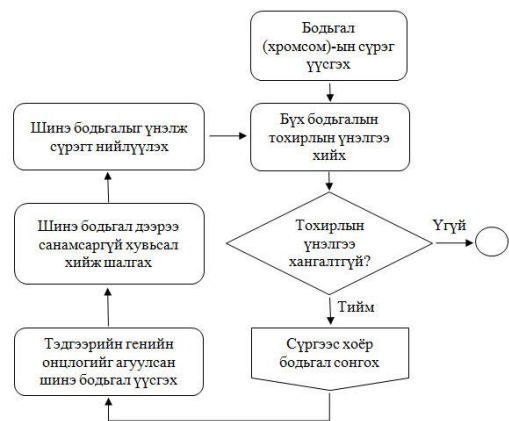 Бодьгал
(хромсом)-ын сүрэг
үүсгэх
Бүх бодьгалын
тохирлын үнэлгээ
хийх
Тохирлын
үнэлгээ
хангалтгүй?
Үгүй
Тийм
Сүргээс хоёр
бодьгал сонгох
Тэдгээрийн генийн
онцлогийг агуулсан
шинэ бодьгал үүсгэх
Шинэ бодьгал дээрээ
санамсаргүй хувьсал
хийж шалгах
Шинэ бодьгалыг үнэлж
сүрэгт нийлүүлэх